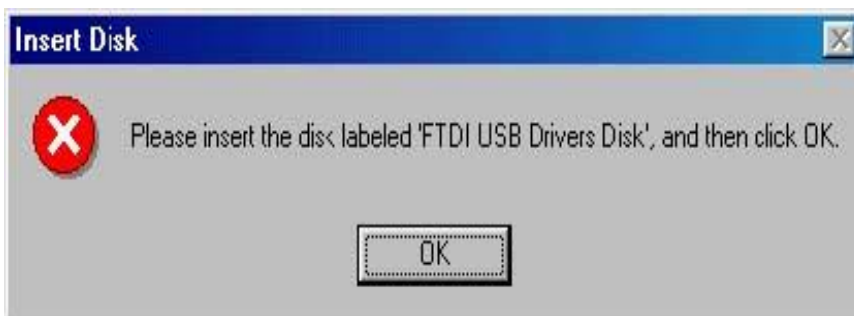 Insert Disk
Please insert the disk labeled 'FTDI USB Drivers Disk', and then click OK.
OK